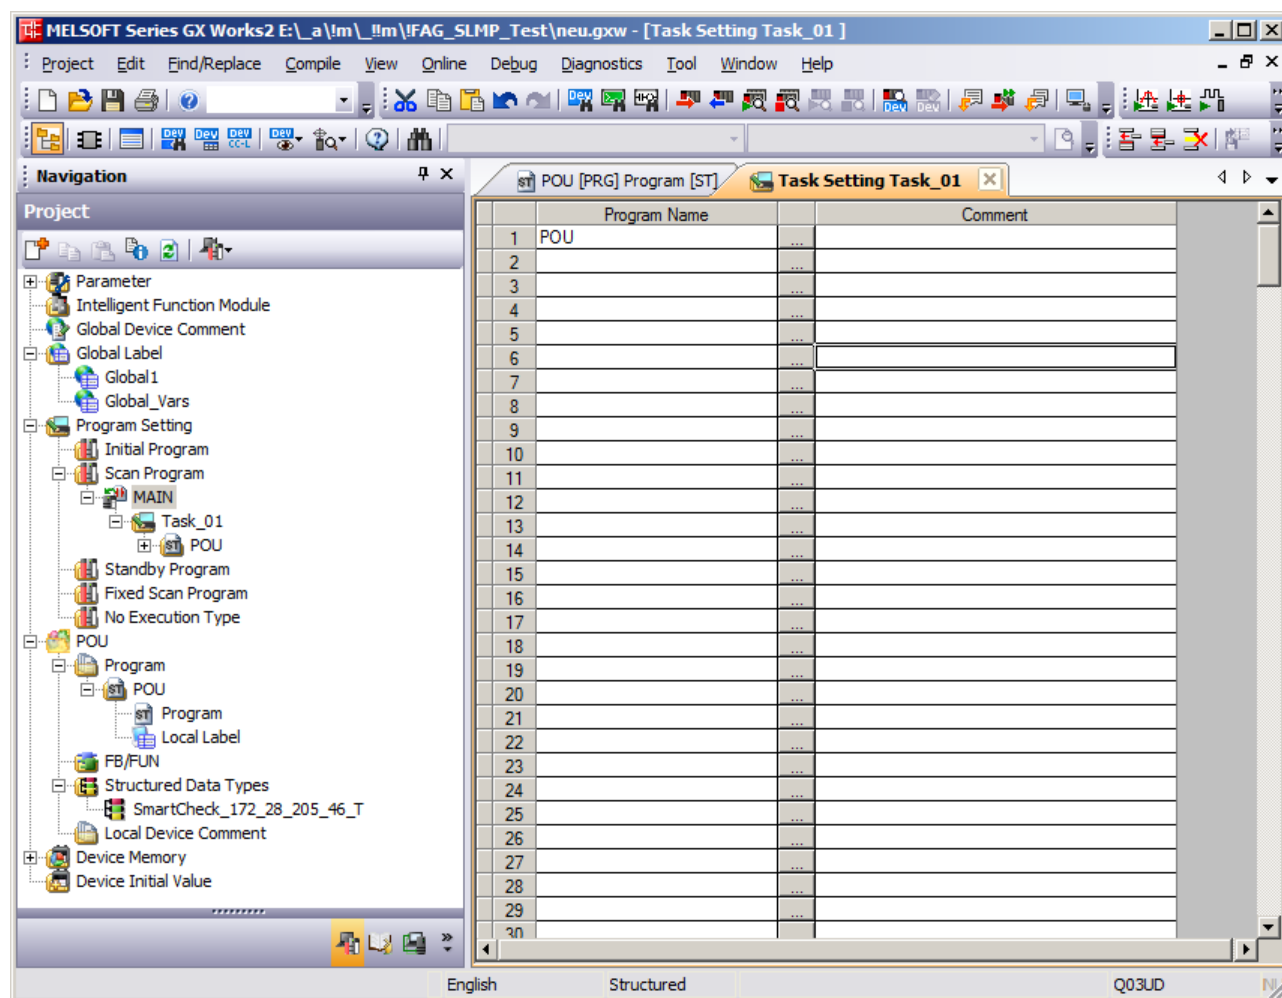 MELSOFT Series GX Works2 E:\_a\!m\_!!m\!FAG_SLMP_Test\neu.gxw - [Task Setting Task_01 ]
Project Edit Find/Replace Compile View Online Debug Diagnostics Tool Window Help
Navigation
Project
Parameter
Intelligent Function Module
Global Device Comment
Global Label
Global1
Global_Vars
Program Setting
Initial Program
Scan Program
MAIN
Task_01
POU
Standby Program
Fixed Scan Program
No Execution Type
POU
Program
POU
Program
Local Label
FB/FUN
Structured Data Types
SmartCheck_172_28_205_46_T
Local Device Comment
Device Memory
Device Initial Value
POU [PRG] Program [ST]
Task Setting Task_01
Program Name Comment
1 POU ...
2 ...
3 ...
4 ...
5 ...
6 ...
7 ...
8 ...
9 ...
10 ...
11 ...
12 ...
13 ...
14 ...
15 ...
16 ...
17 ...
18 ...
19 ...
20 ...
21 ...
22 ...
23 ...
24 ...
25 ...
26 ...
27 ...
28 ...
29 ...
30
English Structured Q03UD